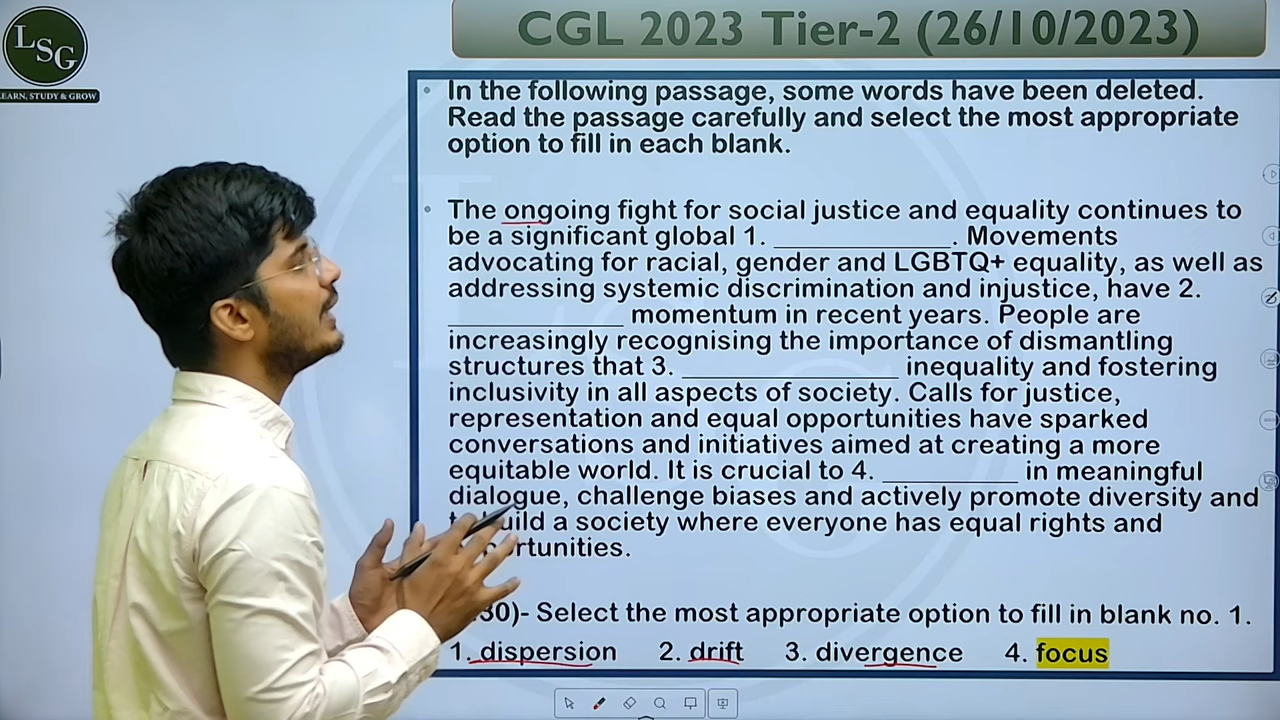 LSG
LEARN, STUDY & GROW
CGL 2023 Tier-2 (26/10/2023)
• In the following passage, some words have been deleted.
Read the passage carefully and select the most appropriate
option to fill in each blank.
• The ongoing fight for social justice and equality continues to
be a significant global 1. _____________. Movements
advocating for racial, gender and LGBTQ+ equality, as well as
addressing systemic discrimination and injustice, have 2.
_____________ momentum in recent years. People are
increasingly recognising the importance of dismantling
structures that 3. ________________ inequality and fostering
inclusivity in all aspects of society. Calls for justice,
representation and equal opportunities have sparked
conversations and initiatives aimed at creating a more
equitable world. It is crucial to 4. __________ in meaningful
dialogue, challenge biases and actively promote diversity and
build a society where everyone has equal rights and
30)- Select the most appropriate option to fill in blank no. 1.
1. dispersion 2. drift 3. divergence 4. focus